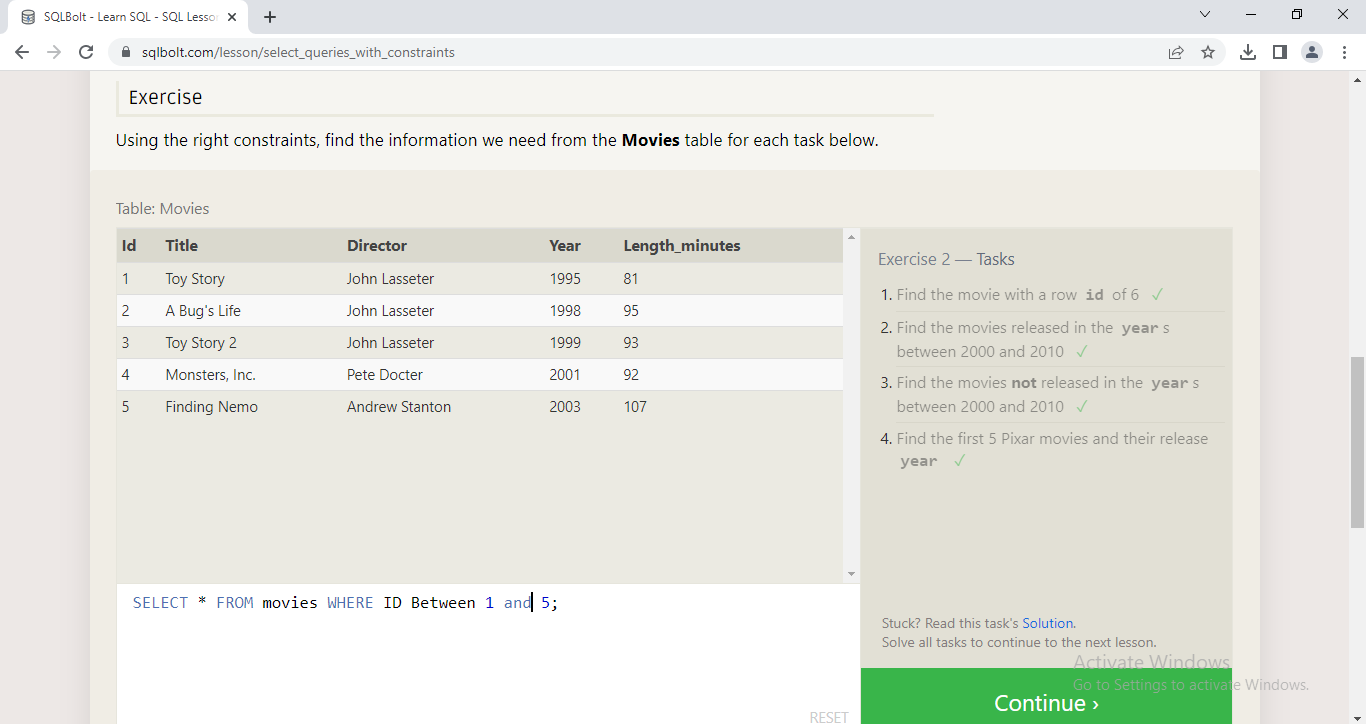 SQLBolt - Learn SQL - SQL Lesson
sqlbolt.com/lesson/select_queries_with_constraints
Exercise
Using the right constraints, find the information we need from the Movies table for each task below.
Table: Movies
Id Title Director Year Length_minutes
1 Toy Story John Lasseter 1995 81
2 A Bug's Life John Lasseter 1998 95
3 Toy Story 2 John Lasseter 1999 93
4 Monsters, Inc. Pete Docter 2001 92
5 Finding Nemo Andrew Stanton 2003 107
SELECT * FROM movies WHERE ID Between 1 and 5;
RESET
Exercise 2 — Tasks
1. Find the movie with a row id of 6 ✓
2. Find the movies released in the year s
between 2000 and 2010 ✓
3. Find the movies not released in the year s
between 2000 and 2010 ✓
4. Find the first 5 Pixar movies and their release
year ✓
Stuck? Read this task's Solution.
Solve all tasks to continue to the next lesson.
Continue ›
Activate Windows
Go to Settings to activate Windows.